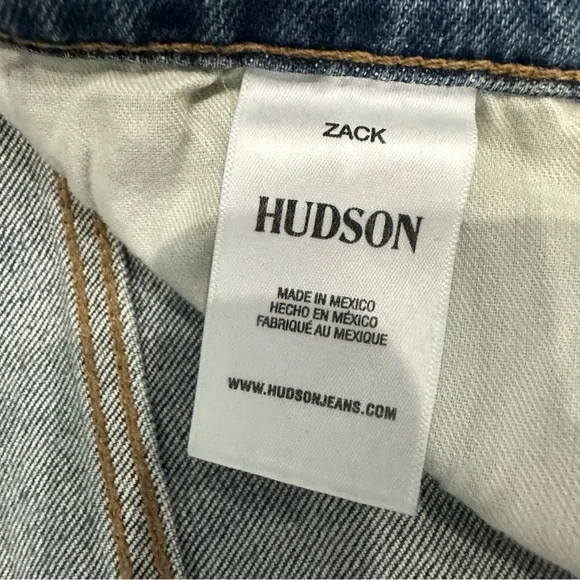 ZACK
HUDSON
MADE IN MEXICO
HECHO EN MÉXICO
FABRIQUÉ AU MEXIQUE
WWW.HUDSONJEANS.COM